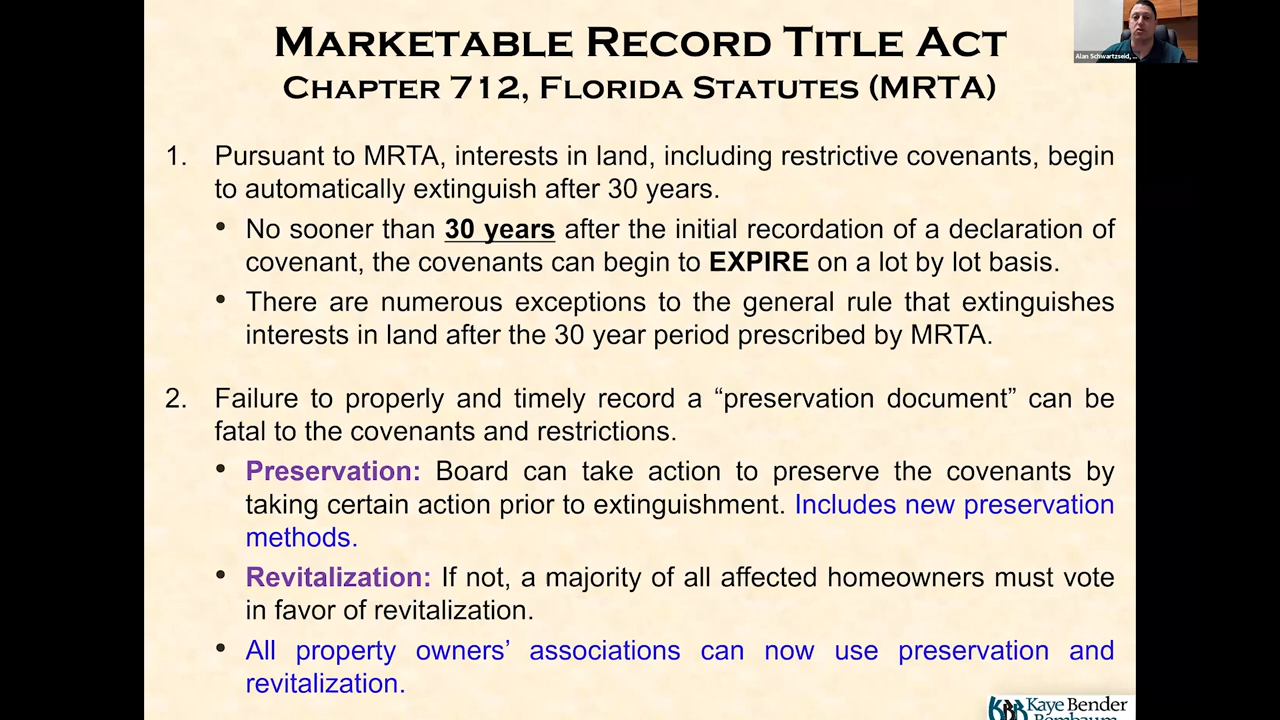 MARKETABLE RECORD TITLE ACT
CHAPTER 712, FLORIDA STATUTES (MRTA)
Alan Schwartzseid, ...
1. Pursuant to MRTA, interests in land, including restrictive covenants, begin
to automatically extinguish after 30 years.
• No sooner than 30 years after the initial recordation of a declaration of
covenant, the covenants can begin to EXPIRE on a lot by lot basis.
• There are numerous exceptions to the general rule that extinguishes
interests in land after the 30 year period prescribed by MRTA.
2. Failure to properly and timely record a “preservation document” can be
fatal to the covenants and restrictions.
• Preservation: Board can take action to preserve the covenants by
taking certain action prior to extinguishment. Includes new preservation
methods.
• Revitalization: If not, a majority of all affected homeowners must vote
in favor of revitalization.
• All property owners’ associations can now use preservation and
revitalization.
KBR Kaye Bender
Rembaum